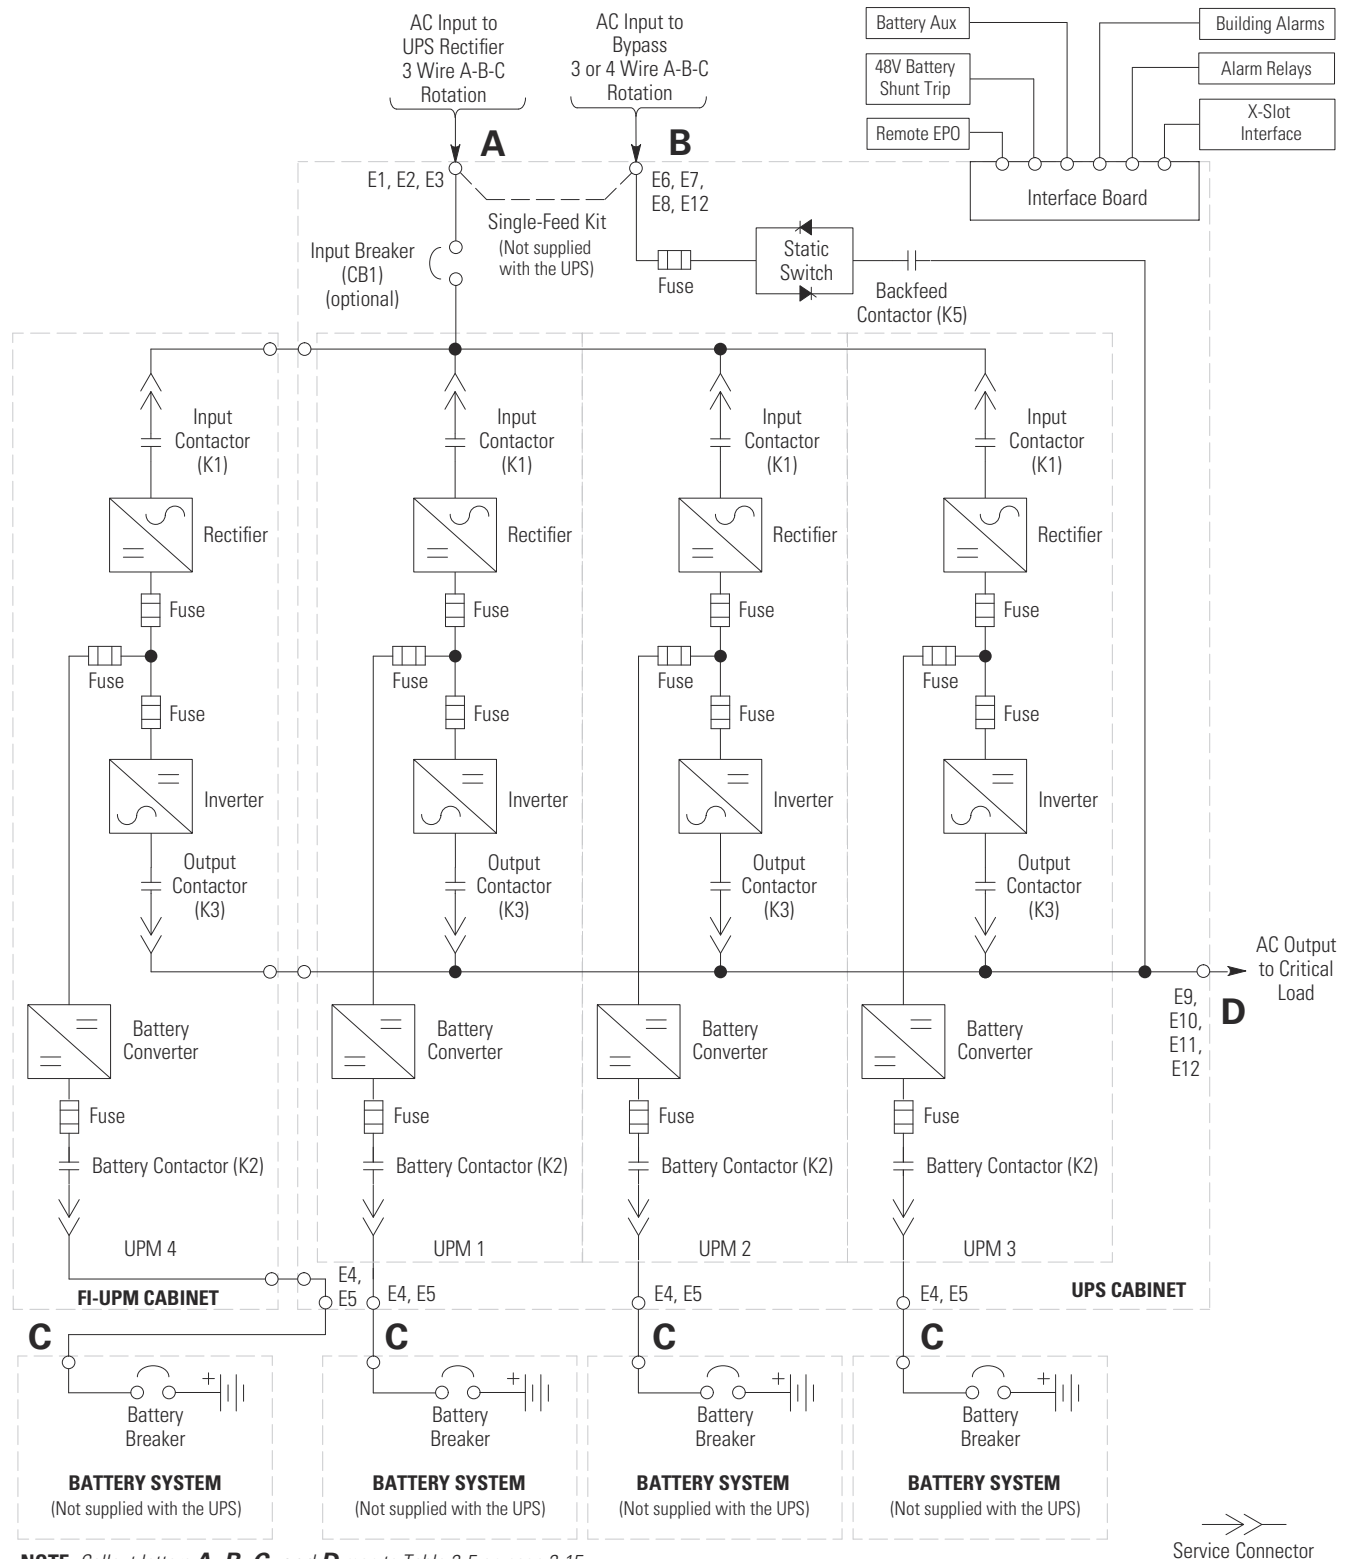 AC Input to
UPS Rectifier
3 Wire A-B-C
Rotation
AC Input to
Bypass
3 or 4 Wire A-B-C
Rotation
Battery Aux
48V Battery
Shunt Trip
Remote EPO
Building Alarms
Alarm Relays
X-Slot
Interface
Interface Board
A
B
E1, E2, E3
E6, E7,
E8, E12
Single-Feed Kit
(Not supplied
with the UPS)
Input Breaker
(CB1)
(optional)
Fuse
Static
Switch
Backfeed
Contactor (K5)
Input
Contactor
(K1)
Input
Contactor
(K1)
Input
Contactor
(K1)
Input
Contactor
(K1)
Rectifier
Rectifier
Rectifier
Rectifier
Fuse
Fuse
Fuse
Fuse
Fuse
Fuse
Fuse
Fuse
Fuse
Fuse
Fuse
Fuse
Inverter
Inverter
Inverter
Inverter
Output
Contactor
(K3)
Output
Contactor
(K3)
Output
Contactor
(K3)
Output
Contactor
(K3)
AC Output
to Critical
Load
D
E9,
E10,
E11,
E12
Battery
Converter
Battery
Converter
Battery
Converter
Battery
Converter
Fuse
Fuse
Fuse
Fuse
Battery Contactor (K2)
Battery Contactor (K2)
Battery Contactor (K2)
Battery Contactor (K2)
UPM 4
UPM 1
UPM 2
UPM 3
FI-UPM CABINET
E4,
E5
E4, E5
E4, E5
E4, E5
UPS CABINET
C
C
C
C
Battery
Breaker
Battery
Breaker
Battery
Breaker
Battery
Breaker
BATTERY SYSTEM
(Not supplied with the UPS)
BATTERY SYSTEM
(Not supplied with the UPS)
BATTERY SYSTEM
(Not supplied with the UPS)
BATTERY SYSTEM
(Not supplied with the UPS)
Service Connector